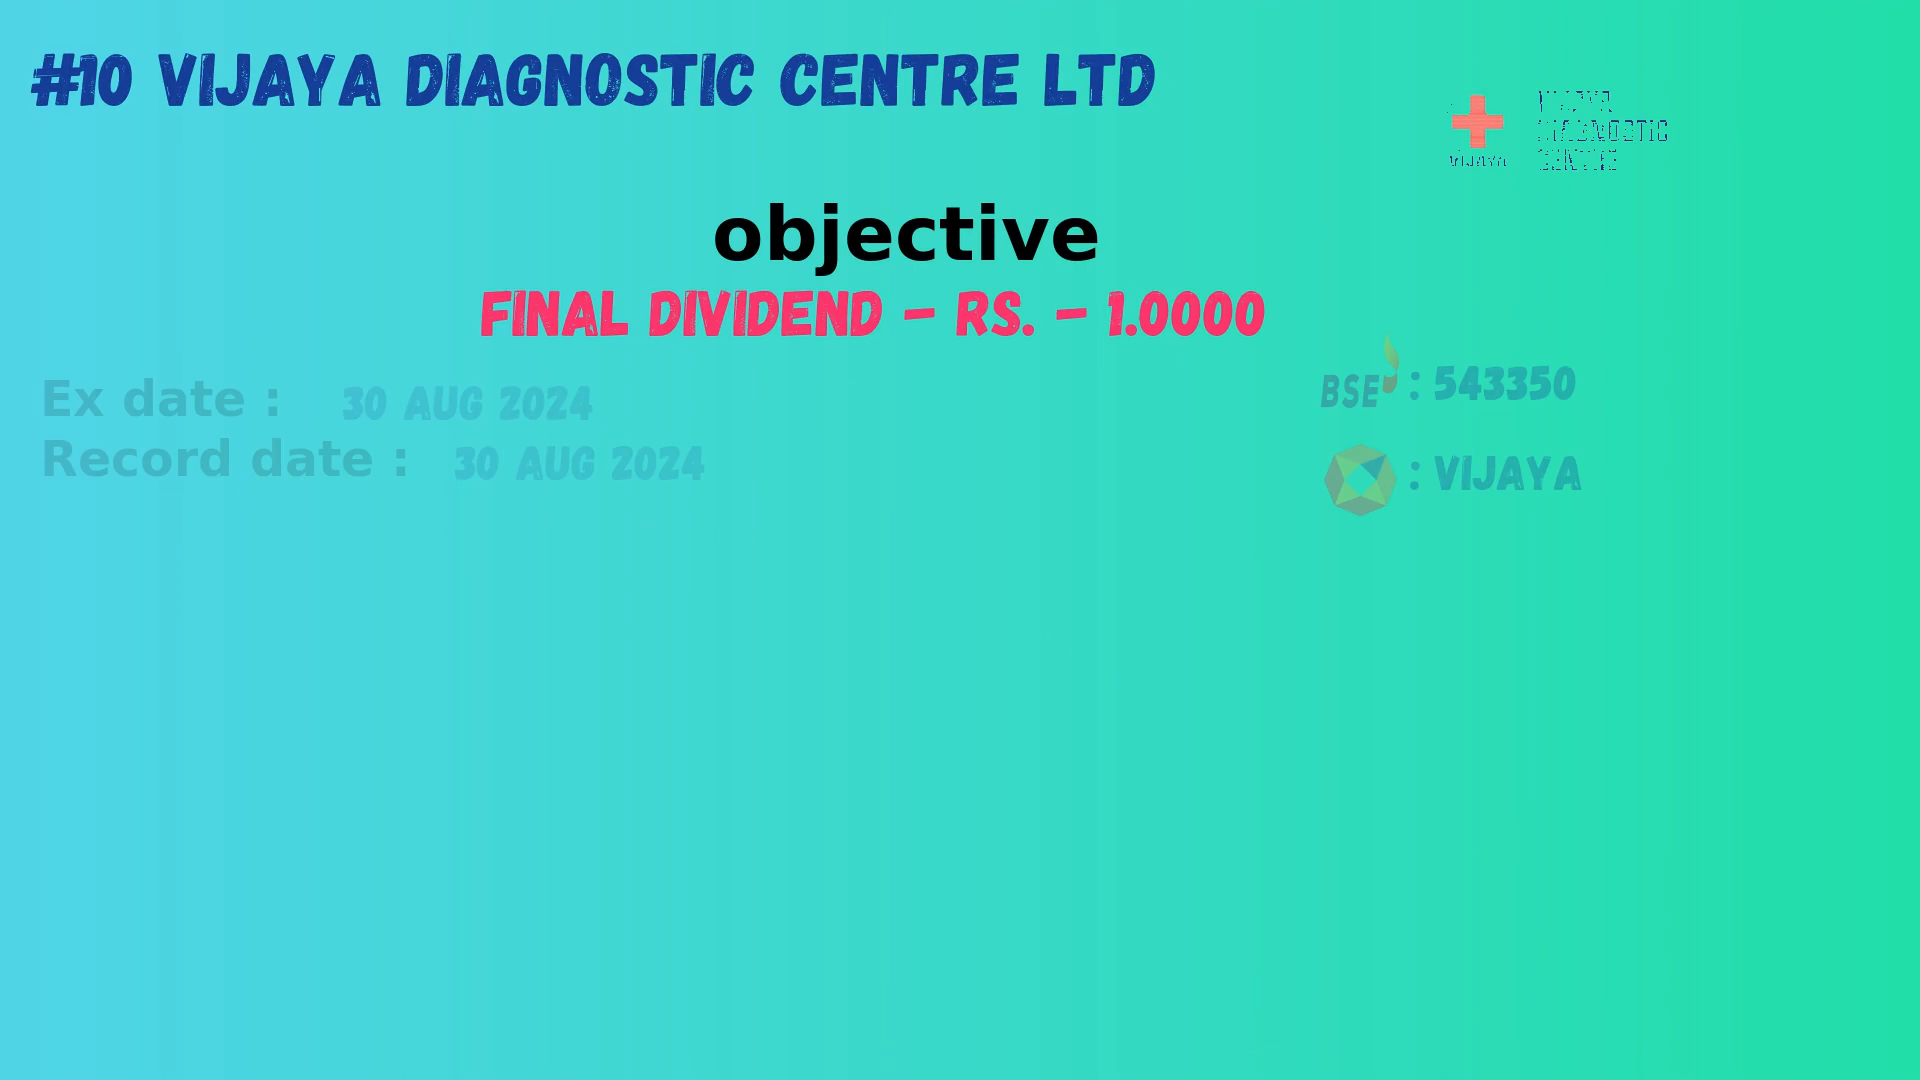 #10 VIJAYA DIAGNOSTIC CENTRE LTD
VIJAYA
DIAGNOSTIC
CENTRE
VIJAYA
objective
FINAL DIVIDEND - RS. - 1.0000
Ex date : 30 AUG 2024
Record date : 30 AUG 2024
BSE : 543350
: VIJAYA